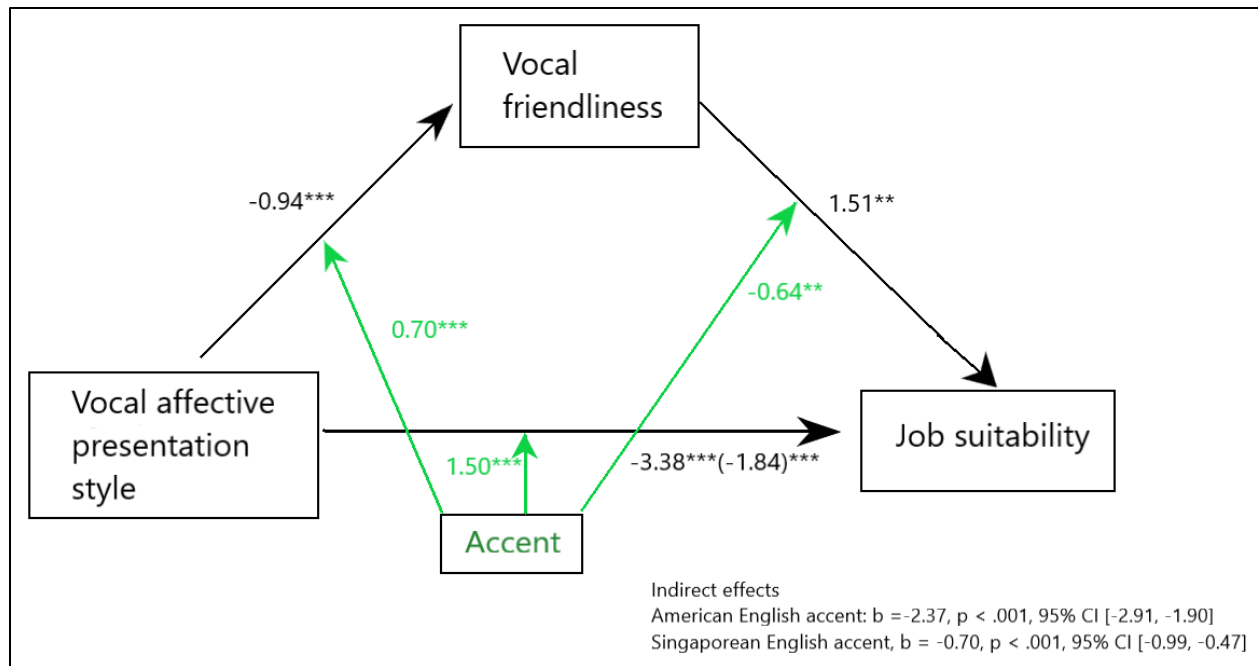 Vocal
friendliness
-0.94***
1.51**
-0.64**
0.70***
Vocal affective
presentation
style
Job suitability
1.50***
-3.38***(-1.84)***
Accent
Indirect effects
American English accent: b =-2.37, p < .001, 95% CI [-2.91, -1.90]
Singaporean English accent, b = -0.70, p < .001, 95% CI [-0.99, -0.47]